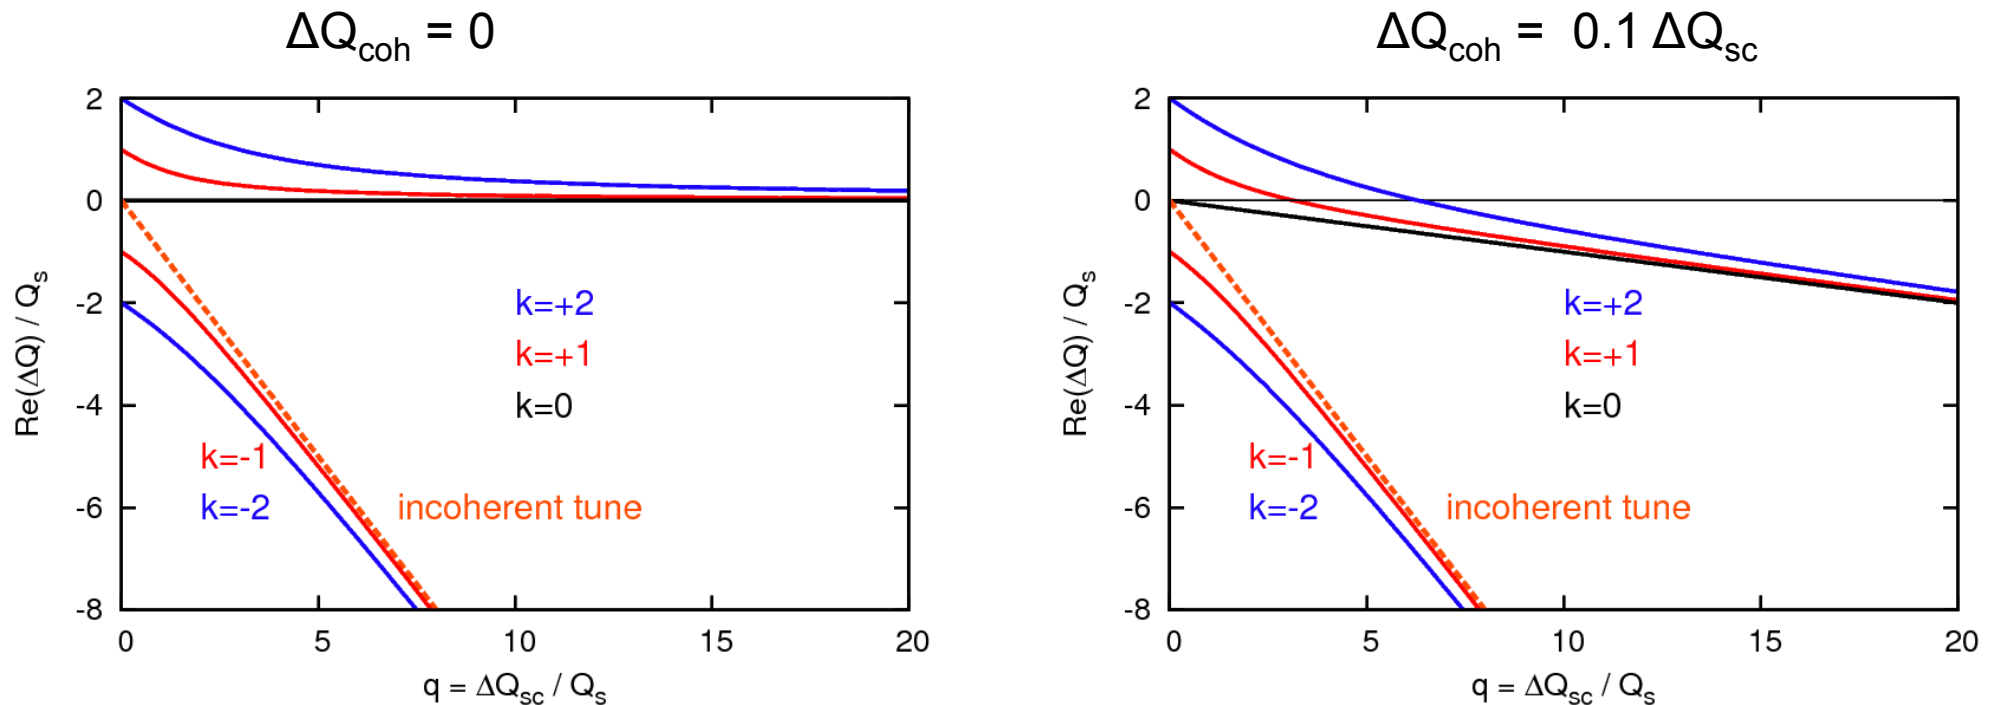 ΔQcoh = 0
2
0
-2
-4
-6
-8
Re(ΔQ) / Qs
k=+2
k=+1
k=0
k=-1
k=-2
incoherent tune
0
5
10
15
20
q = ΔQsc / Qs
ΔQcoh = 0.1 ΔQsc
2
0
-2
-4
-6
-8
Re(ΔQ) / Qs
k=+2
k=+1
k=0
k=-1
k=-2
incoherent tune
0
5
10
15
20
q = ΔQsc / Qs